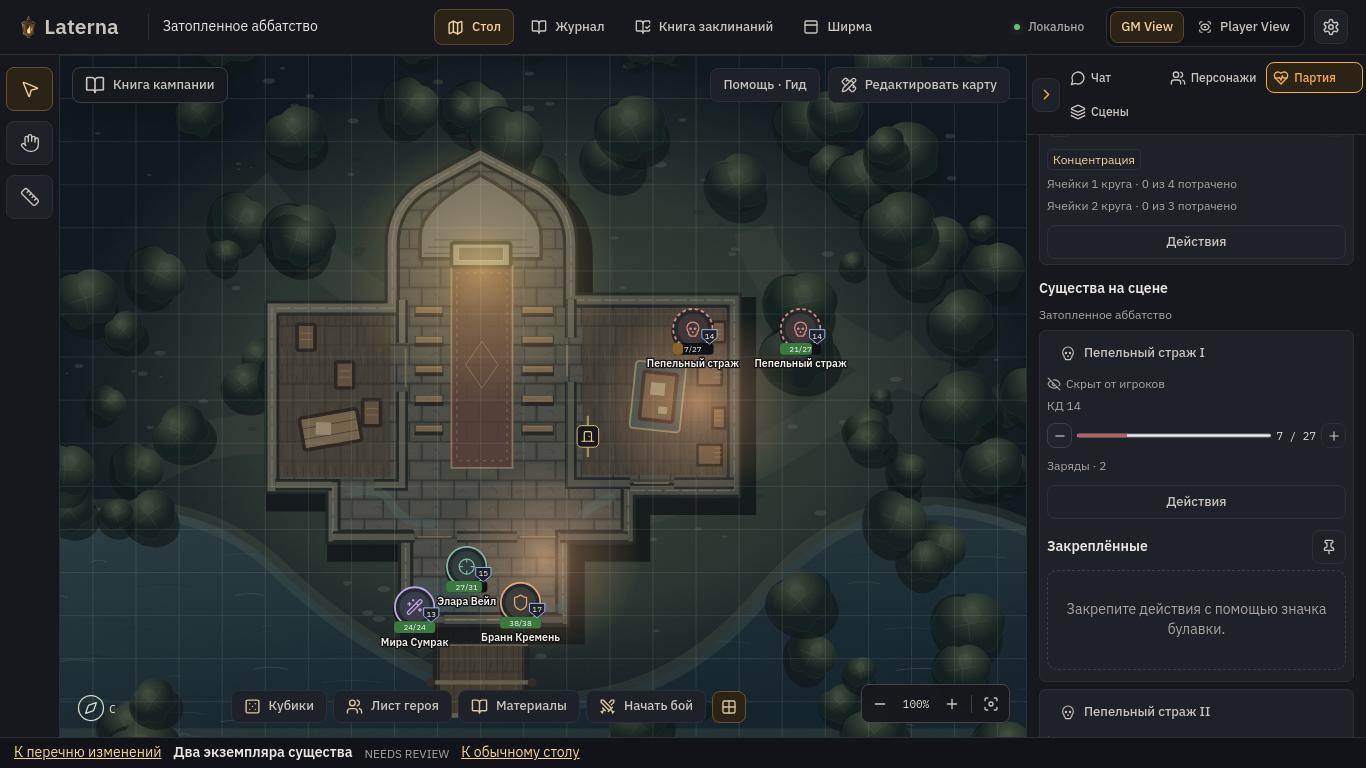 Laterna
Затопленное аббатство
Стол
Журнал
Книга заклинаний
Ширма
Локально
GM View
Player View
Книга кампании
Помощь · Гид
Редактировать карту
Чат
Персонажи
Партия
Сцены
Концентрация
Ячейки 1 круга · 0 из 4 потрачено
Ячейки 2 круга · 0 из 3 потрачено
Действия
Существа на сцене
Затопленное аббатство
Пепельный страж I
Скрыт от игроков
КД 14
7 / 27
Заряды · 2
Действия
Закреплённые
Закрепите действия с помощью значка
булавки.
Пепельный страж II
14
7/27
Пепельный страж
14
21/27
Пепельный страж
15
27/31
Элара Вейл
13
24/24
Мира Сумрак
17
38/38
Бранн Кремень
С
Кубики
Лист героя
Материалы
Начать бой
100%
К перечню изменений
Два экземпляра существа
NEEDS REVIEW
К обычному столу